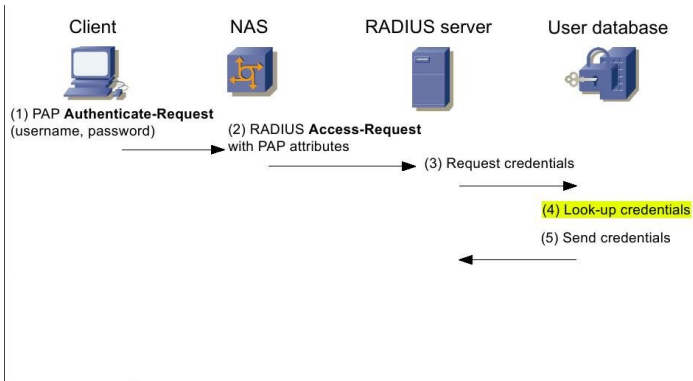 Client
NAS
RADIUS server
User database
(1) PAP Authenticate-Request
(username, password)
(2) RADIUS Access-Request
with PAP attributes
(3) Request credentials
(4) Look-up credentials
(5) Send credentials